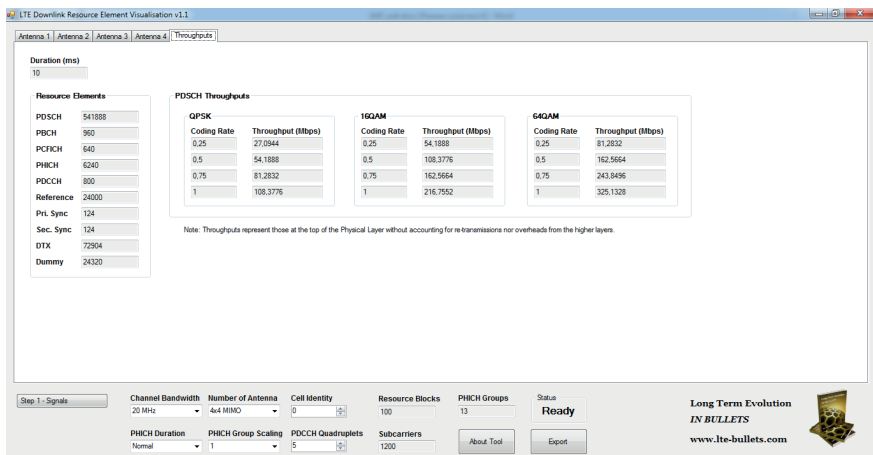 LTE Downlink Resource Element Visualisation v1.1
Antenna 1 Antenna 2 Antenna 3 Antenna 4 Throughputs
Duration (ms)
10
Resource Elements
PDSCH 541888
PBCH 960
PCFICH 640
PHICH 6240
PDCCH 800
Reference 24000
Pri. Sync 124
Sec. Sync 124
DTX 72904
Dummy 24320
PDSCH Throughputs
QPSK
Coding Rate Throughput (Mbps)
0,25 27,0944
0,5 54,1888
0,75 81,2832
1 108,3776
16QAM
Coding Rate Throughput (Mbps)
0,25 54,1888
0,5 108,3776
0,75 162,5664
1 216,7552
64QAM
Coding Rate Throughput (Mbps)
0,25 81,2832
0,5 162,5664
0,75 243,8496
1 325,1328
Note: Throughputs represent those at the top of the Physical Layer without accounting for re-transmissions nor overheads from the higher layers.
Step 1 - Signals
Channel Bandwidth
20 MHz
Number of Antenna
4x4 MIMO
Cell Identity
0
Resource Blocks
100
PHICH Groups
13
Status
Ready
PHICH Duration
Normal
PHICH Group Scaling
1
PDCCH Quadruplets
5
Subcarriers
1200
About Tool
Export
Long Term Evolution
IN BULLETS
www.lte-bullets.com